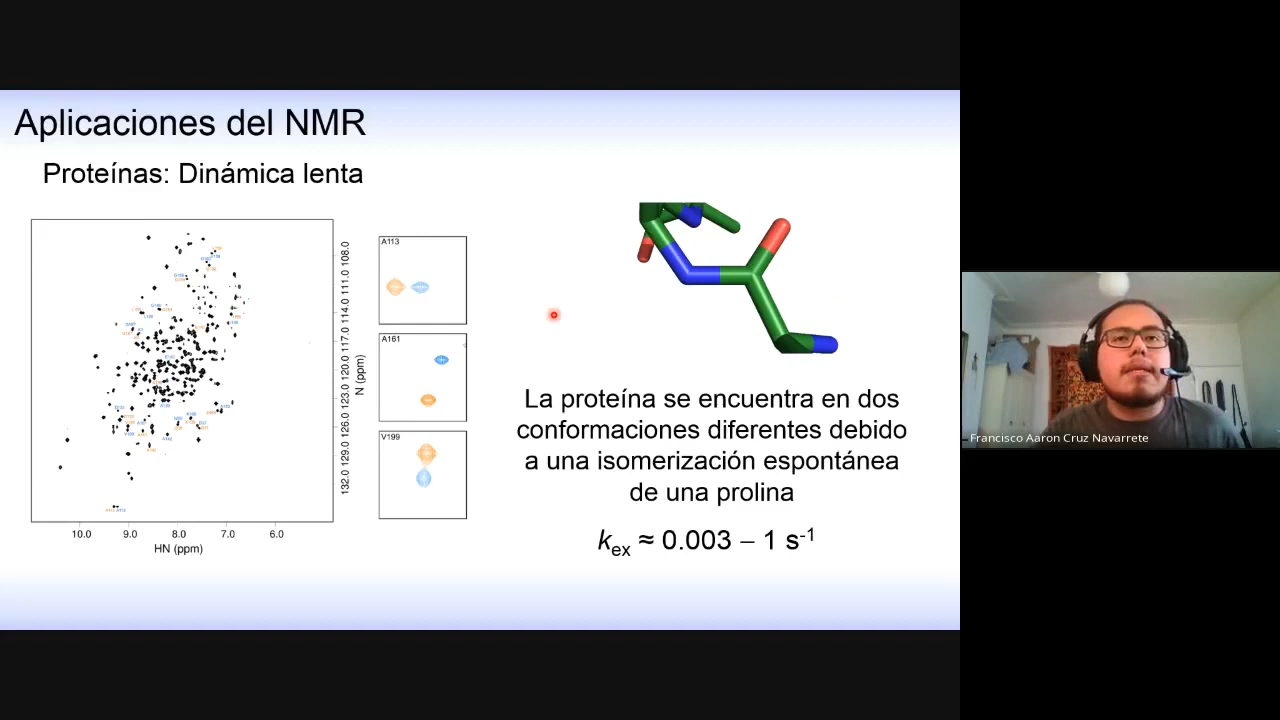 Aplicaciones del NMR
Proteínas: Dinámica lenta
A113
A161
V199
108.0
111.0
114.0
117.0
120.0
123.0
126.0
129.0
132.0
N (ppm)
10.0 9.0 8.0 7.0 6.0
HN (ppm)
La proteína se encuentra en dos
conformaciones diferentes debido
a una isomerización espontánea
de una prolina
kex ≈ 0.003 – 1 s-1
Francisco Aaron Cruz Navarrete